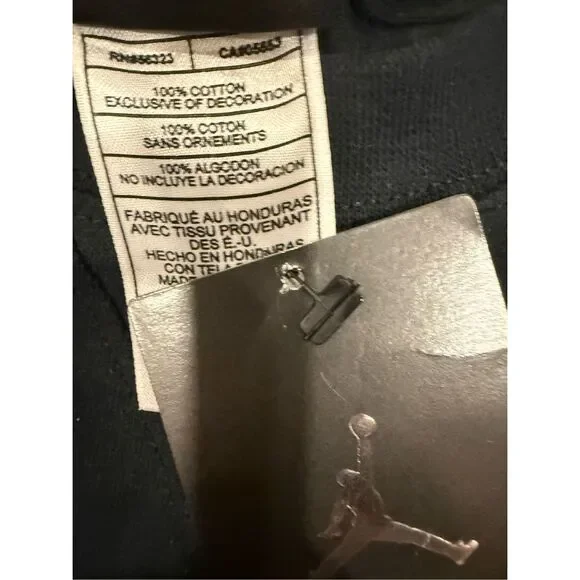 RN#56323 CA#05553
100% COTTON
EXCLUSIVE OF DECORATION
100% COTON
SANS ORNEMENTS
100% ALGODON
NO INCLUYE LA DECORACION
FABRIQUÉ AU HONDURAS
AVEC TISSU PROVENANT
DES É.-U.
HECHO EN HONDURAS
CON TELA